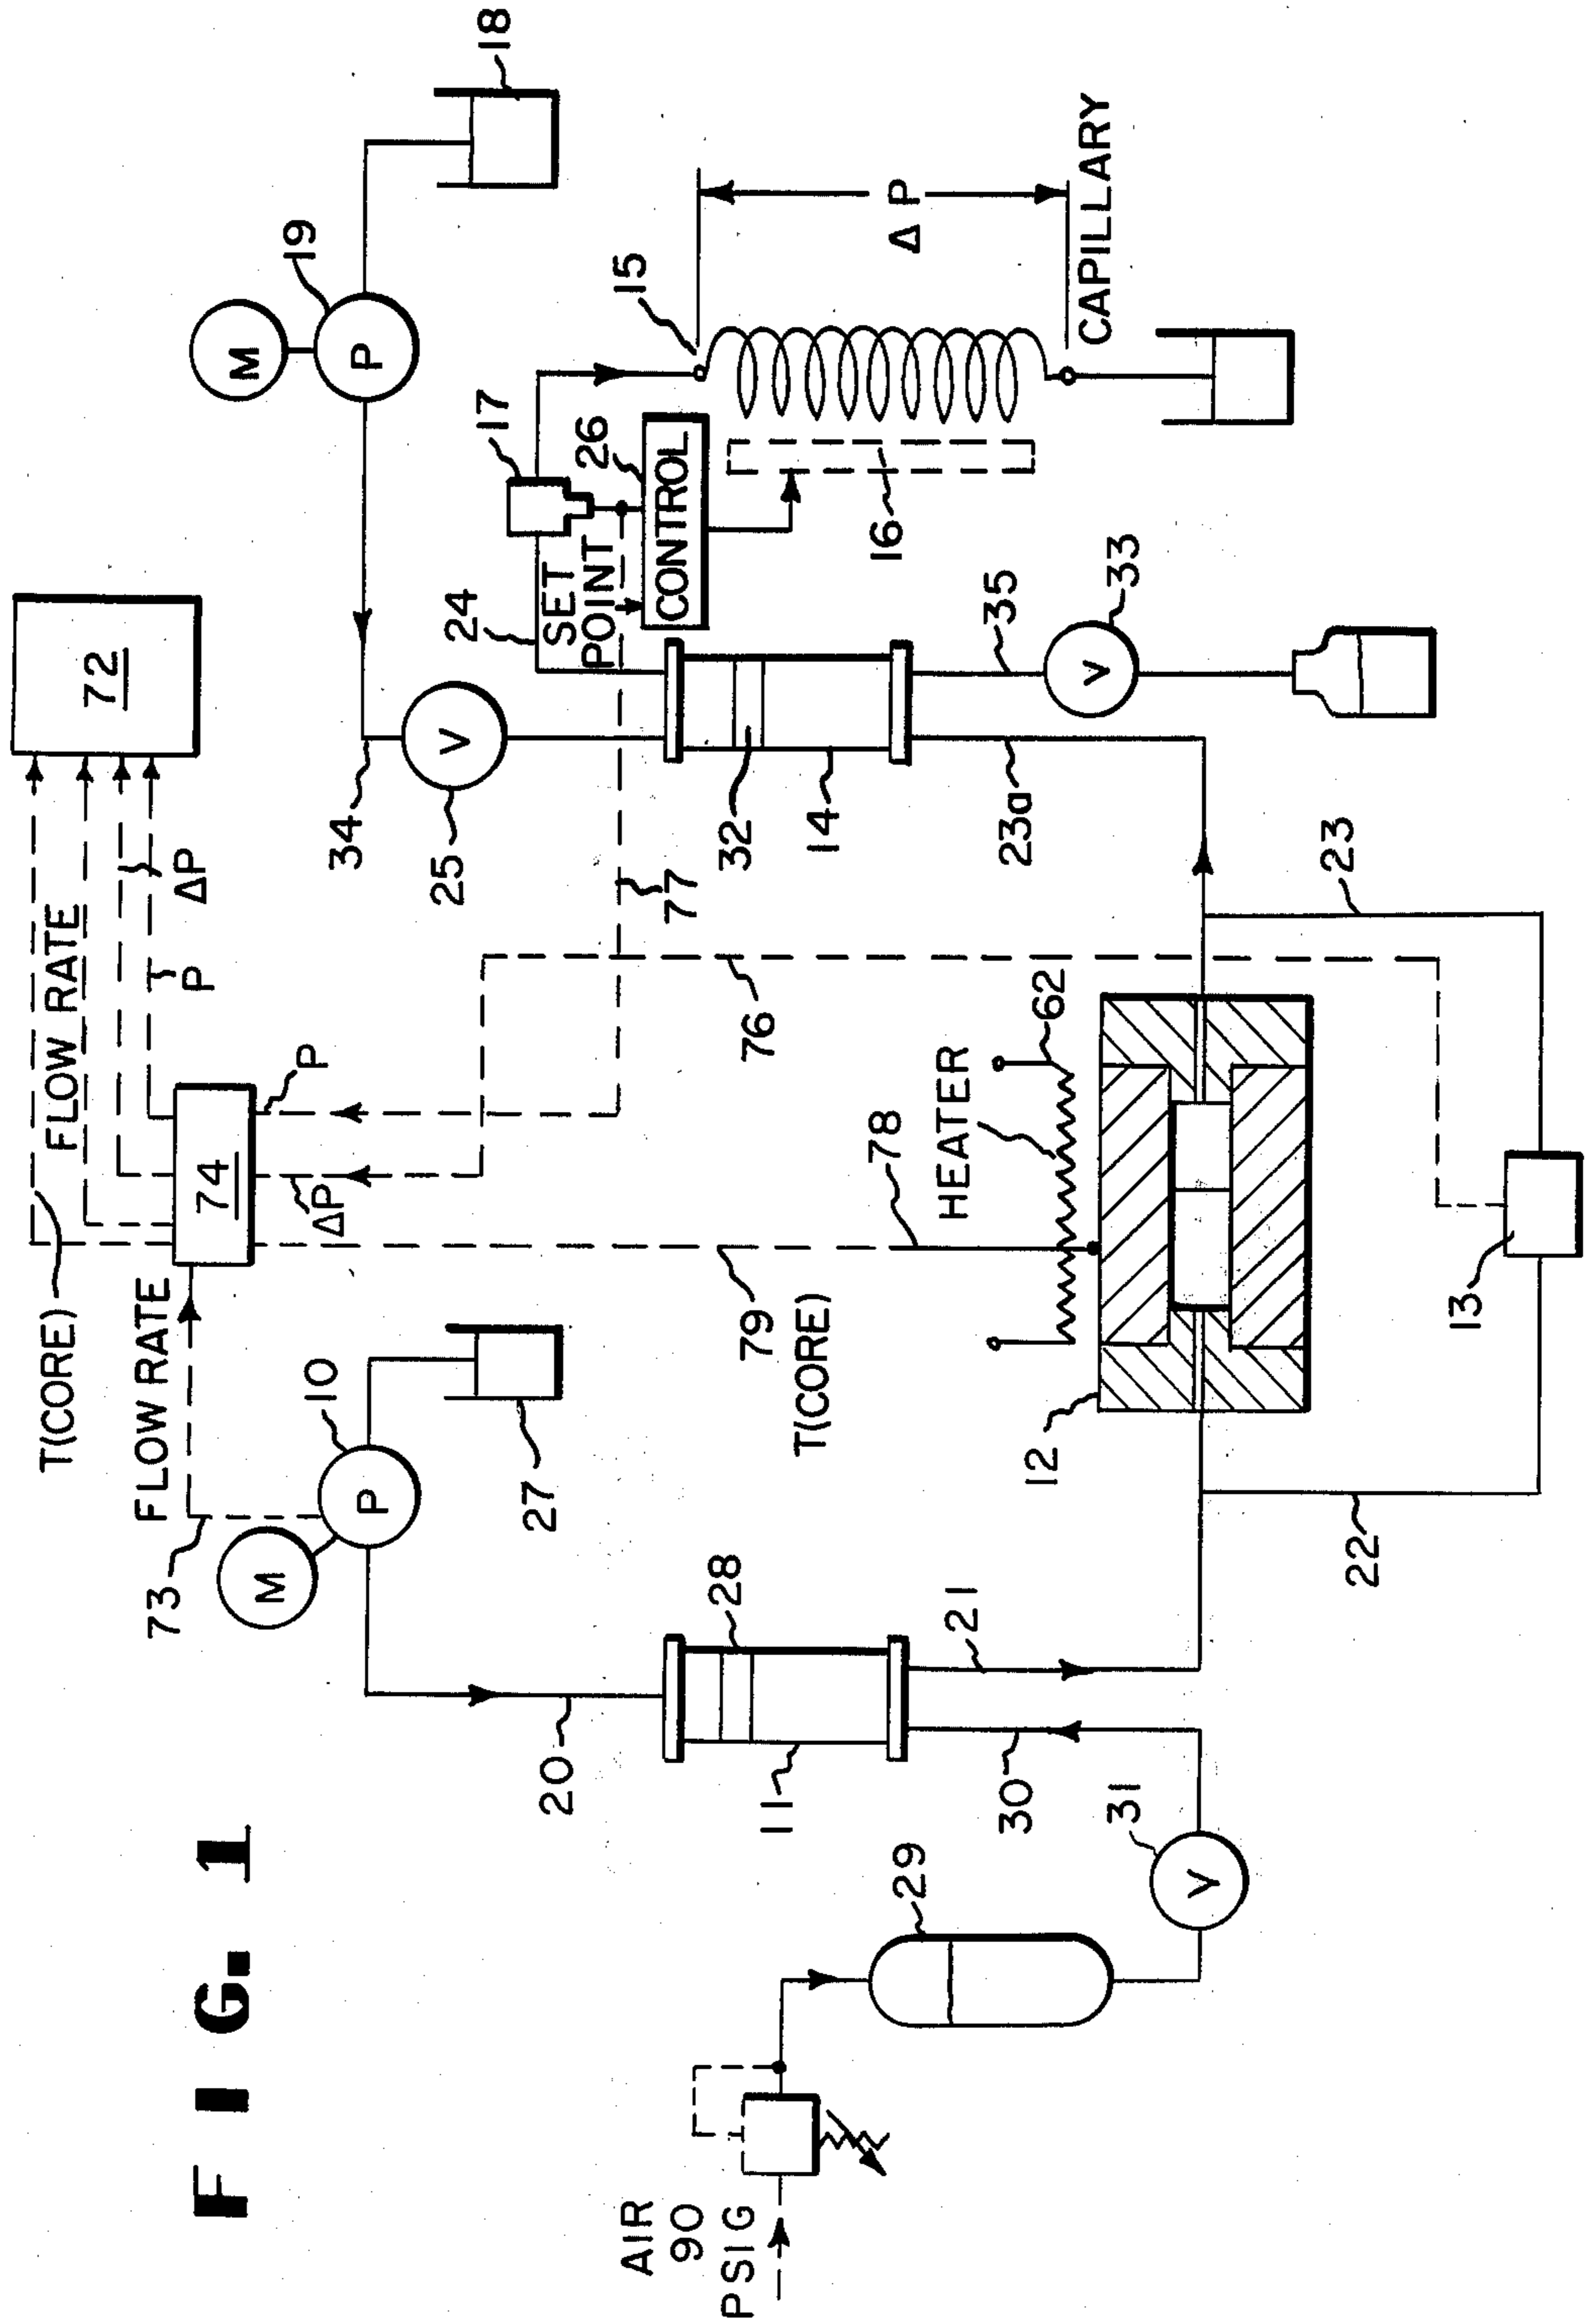 FIG. 1
AIR
90
PSIG
29
31
30
11
28
20
21
73
M
P
10
27
FLOW RATE
T(CORE)
FLOW RATE
74
P
ΔP
P
ΔP
72
79
T(CORE)
78
HEATER
62
12
22
13
23
76
77
23a
14
32
34
25
V
24
SET
POINT
17
26
CONTROL
16
35
V
33
15
ΔP
CAPILLARY
M
P
19
18
V